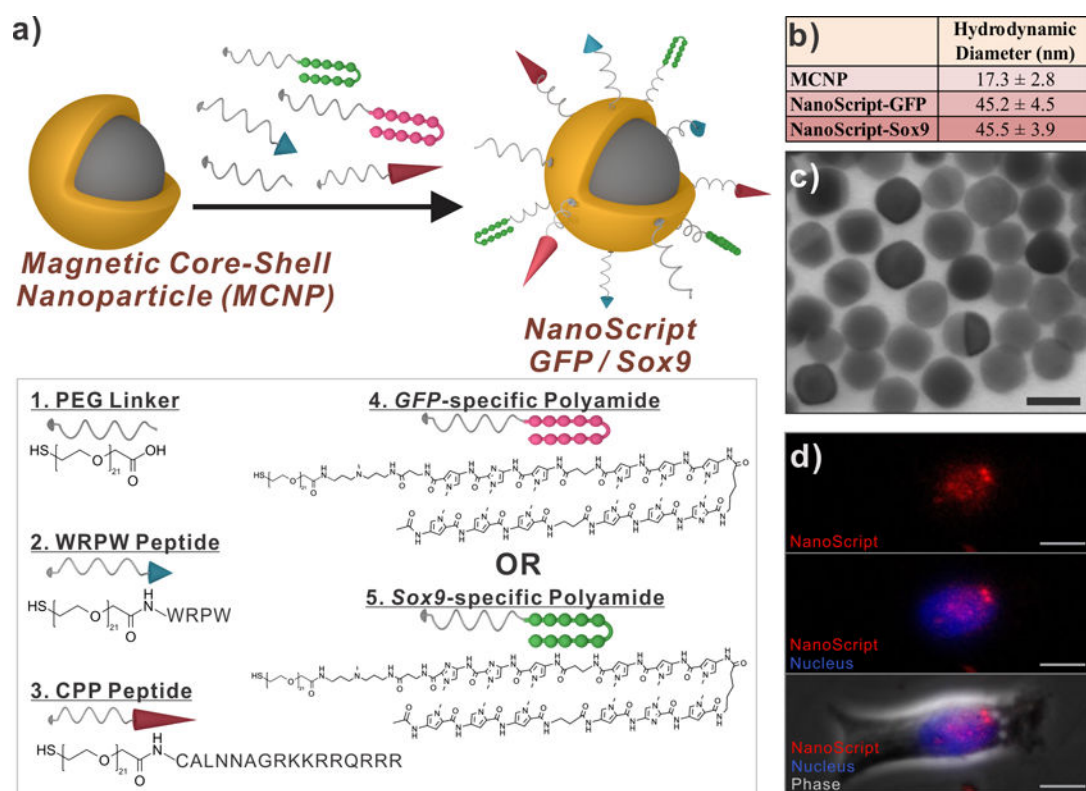 a)
Magnetic Core-Shell
Nanoparticle (MCNP)
NanoScript
GFP / Sox9
b)
Hydrodynamic
Diameter (nm)
MCNP 17.3 ± 2.8
NanoScript-GFP 45.2 ± 4.5
NanoScript-Sox9 45.5 ± 3.9
c)
d)
NanoScript
NanoScript
Nucleus
NanoScript
Nucleus
Phase
1. PEG Linker
HS O 21 OH
O
2. WRPW Peptide
HS O 21 H
N WRPW
O
3. CPP Peptide
HS O 21 H
N CALNNAGRKKRRQRRR
O
4. GFP-specific Polyamide
OR
5. Sox9-specific Polyamide